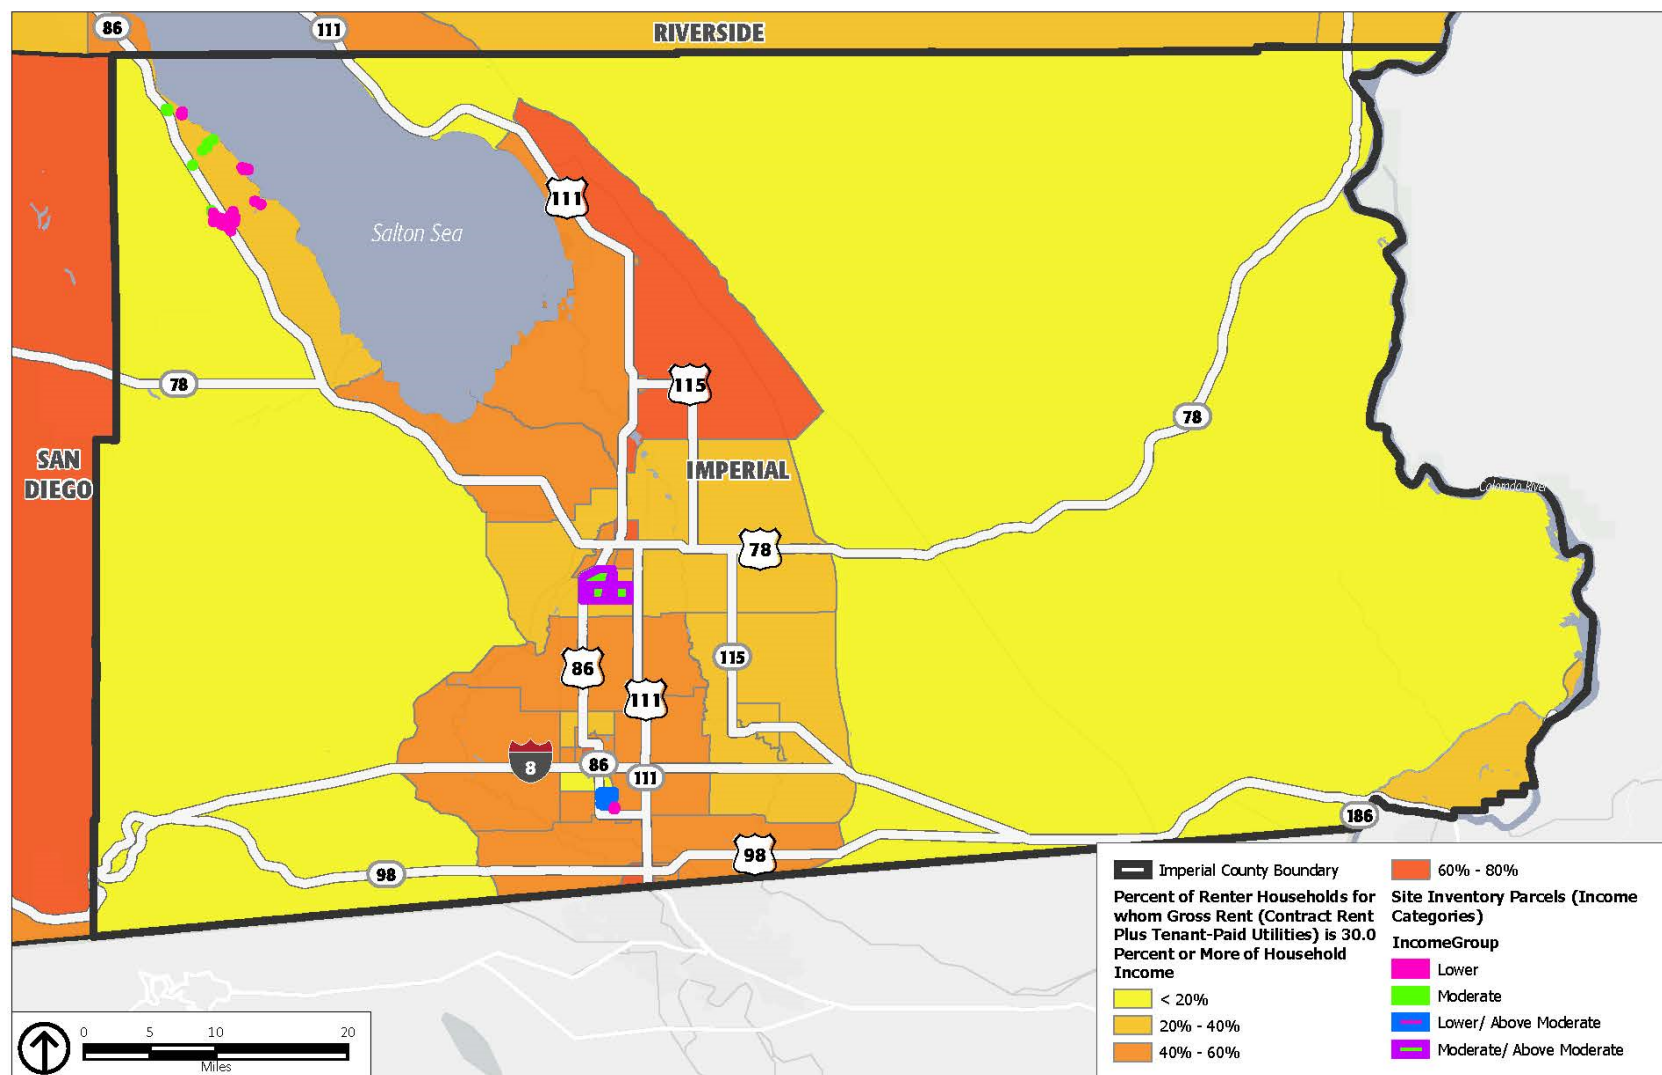 86
111
RIVERSIDE
111
Salton Sea
78
115
78
SAN
DIEGO
IMPERIAL
Colorado River
78
86
115
111
8
86
111
186
98
98
Imperial County Boundary
Percent of Renter Households for
whom Gross Rent (Contract Rent
Plus Tenant-Paid Utilities) is 30.0
Percent or More of Household
Income
< 20%
20% - 40%
40% - 60%
60% - 80%
Site Inventory Parcels (Income
Categories)
IncomeGroup
Lower
Moderate
Lower/ Above Moderate
Moderate/ Above Moderate
0 5 10 20
Miles